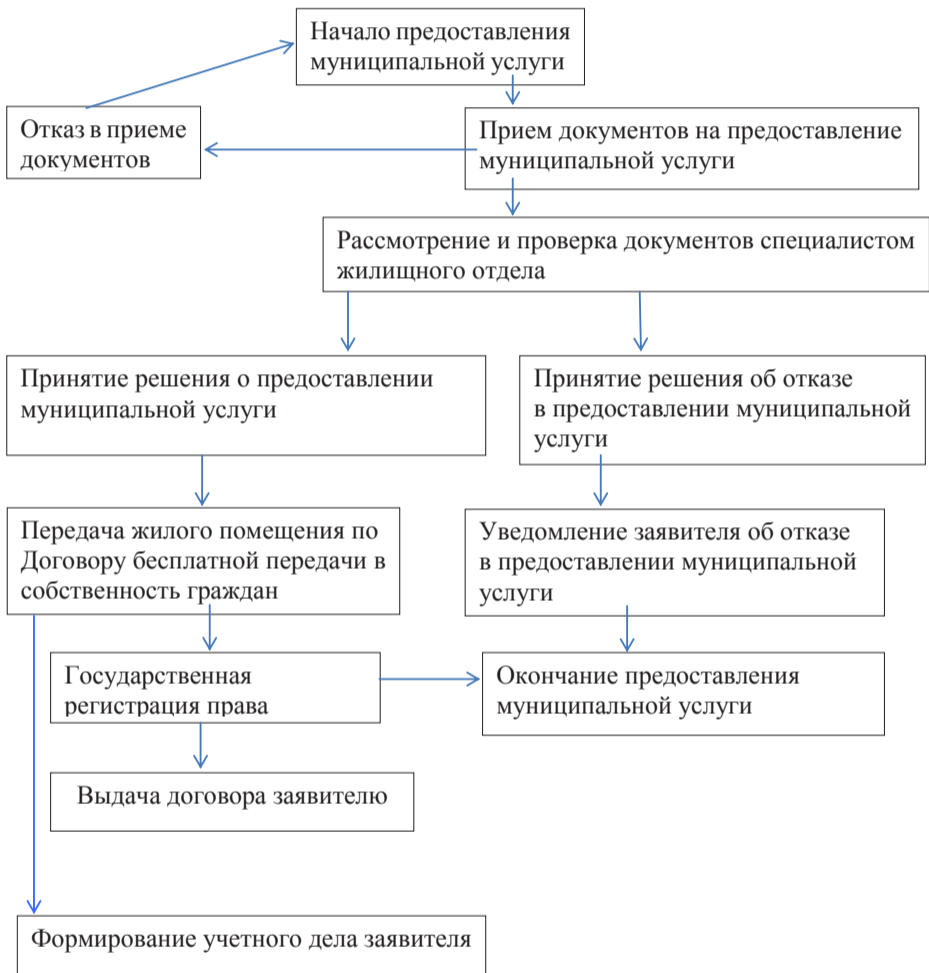 Начало предоставления
муниципальной услуги
Отказ в приеме
документов
Прием документов на предоставление
муниципальной услуги
Рассмотрение и проверка документов специалистом
жилищного отдела
Принятие решения о предоставлении
муниципальной услуги
Принятие решения об отказе
в предоставлении муниципальной
услуги
Передача жилого помещения по
Договору бесплатной передачи в
собственность граждан
Уведомление заявителя об отказе
в предоставлении муниципальной
услуги
Государственная
регистрация права
Окончание предоставления
муниципальной услуги
Выдача договора заявителю
Формирование учетного дела заявителя